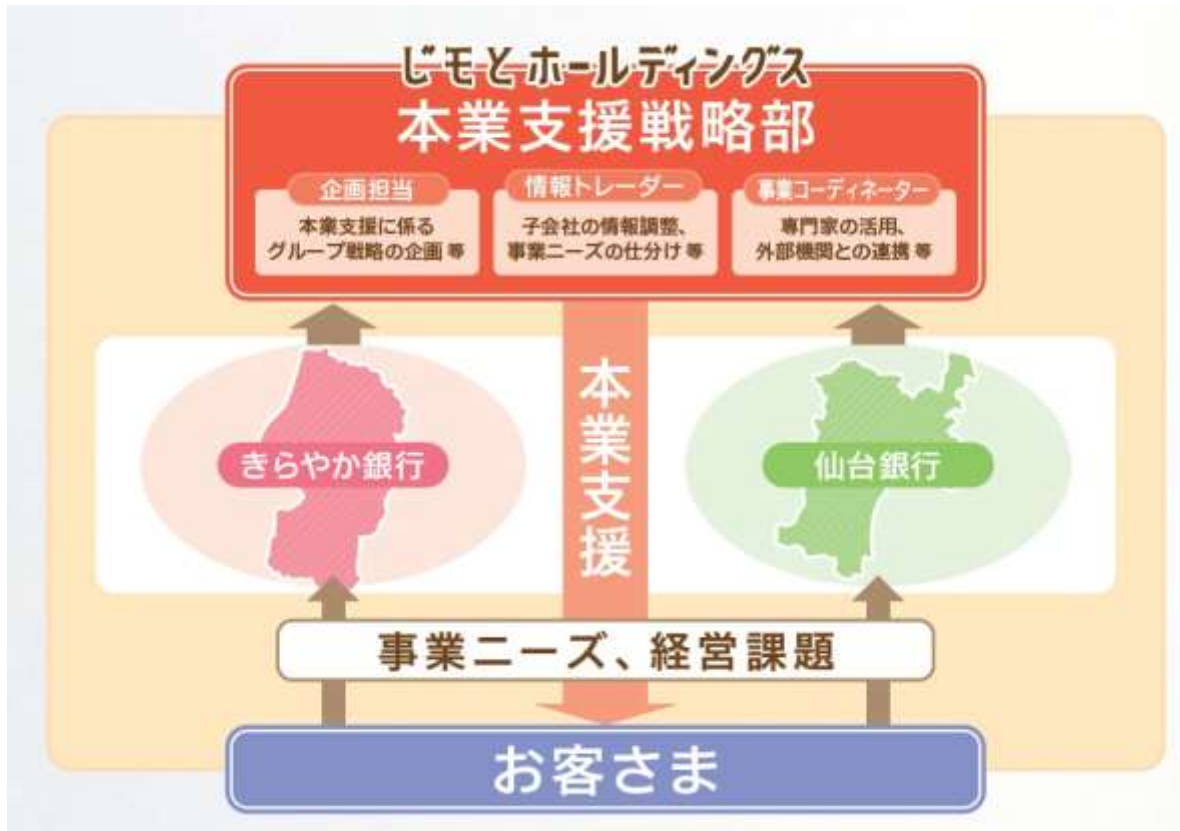 じモとホールディングス
本業支援戦略部
企画担当
本業支援に係る
グループ戦略の企画 等
情報トレーダー
子会社の情報調整、
事業ニーズの仕分け 等
事業コーディネーター
専門家の活用、
外部機関との連携 等
きらやか銀行
本業支援
仙台銀行
事業ニーズ、経営課題
お客さま